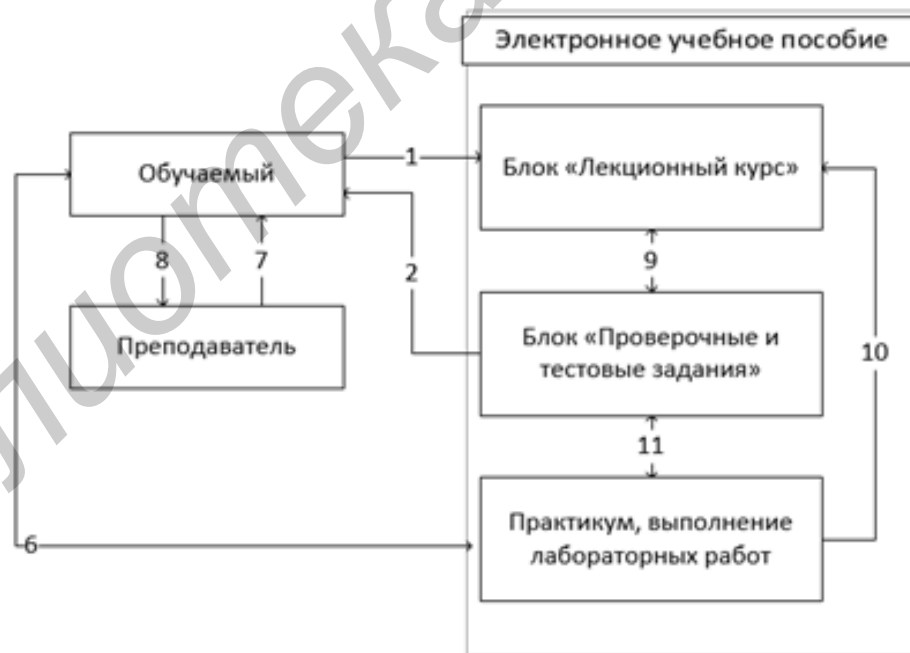 Электронное учебное пособие
Обучаемый
1
Блок «Лекционный курс»
8
7
2
9
Преподаватель
Блок «Проверочные и
тестовые задания»
10
11
6
Практикум, выполнение
лабораторных работ